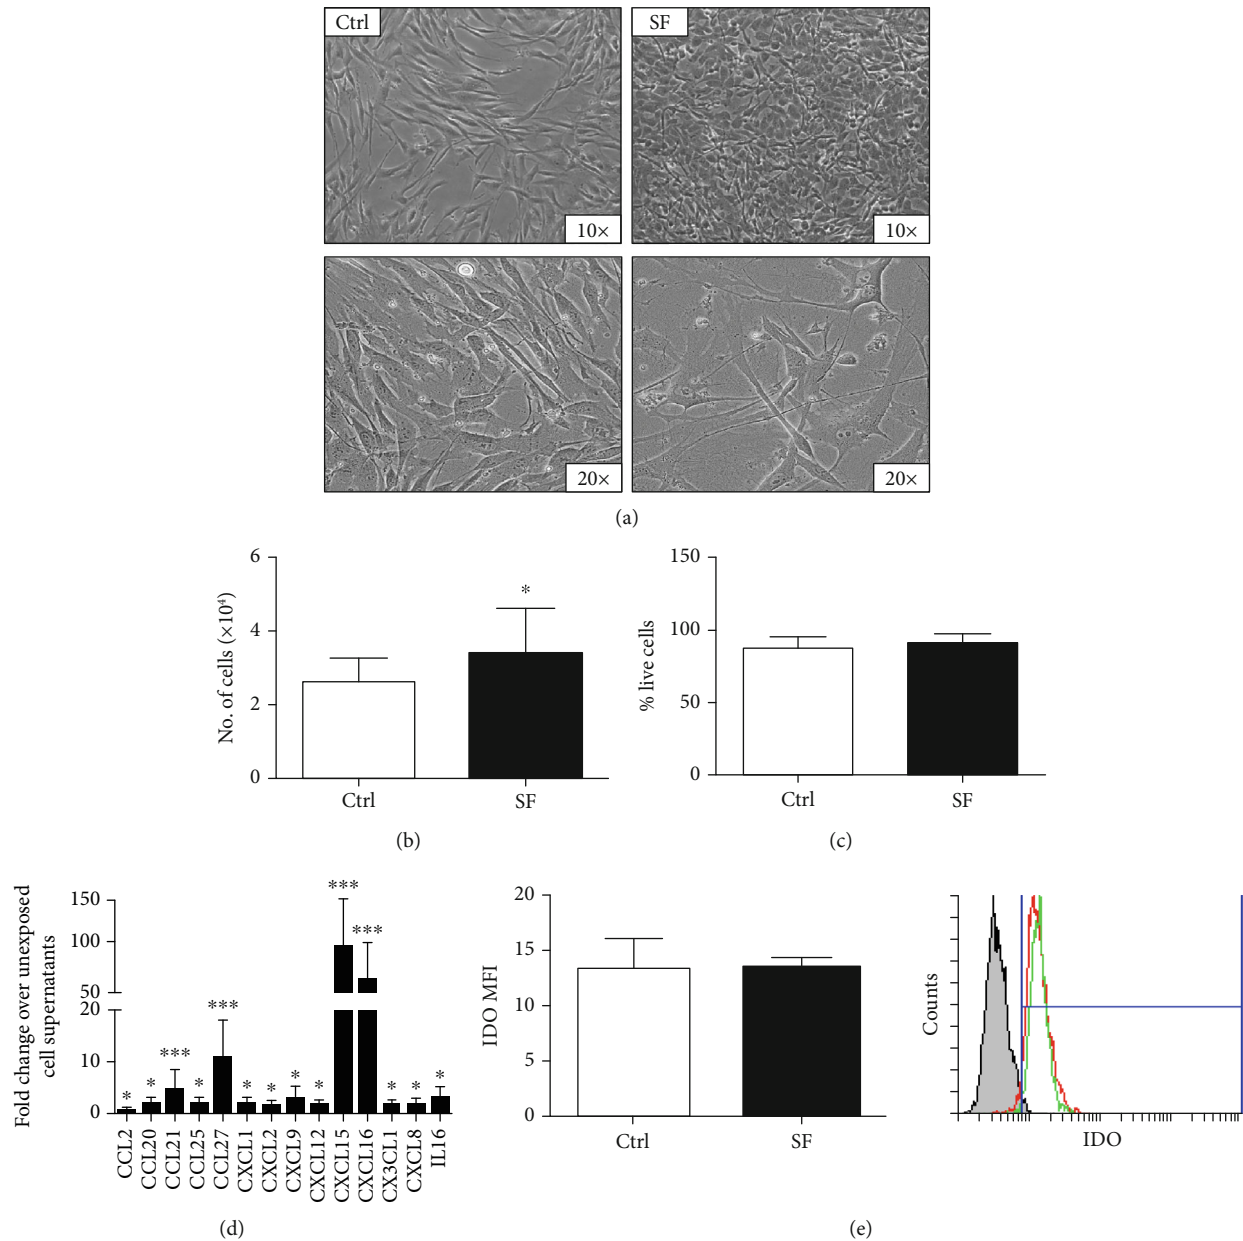 Ctrl
SF
10×
10×
20×
20×
(a)
No. of cells (×10⁴)
6
4
2
0
*
Ctrl
SF
(b)
% live cells
150
100
50
0
Ctrl
SF
(c)
Fold change over unexposed
cell supernatants
150
100
50
20
10
0
*
*
***
*
***
*
*
*
*
***
***
*
*
*
CCL2
CCL20
CCL21
CCL25
CCL27
CXCL1
CXCL2
CXCL9
CXCL12
CXCL15
CXCL16
CX3CL1
CXCL8
IL16
(d)
IDO MFI
20
15
10
5
0
Ctrl
SF
Counts
IDO
(e)